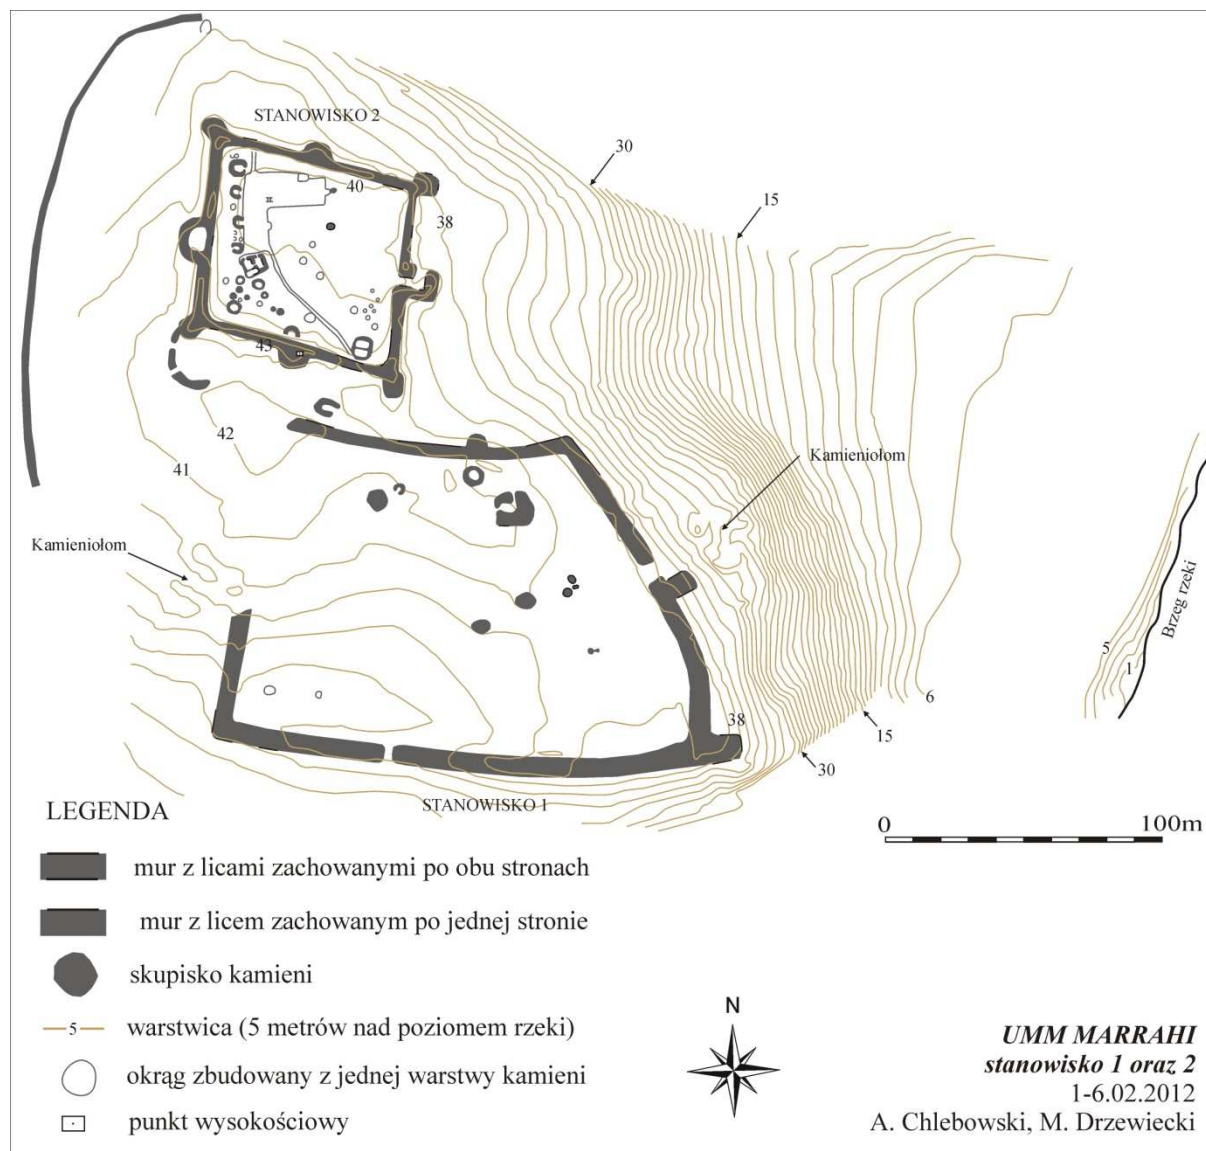 STANOWISKO 2
30
40
15
38
43
42
41
Kamieniołom
Kamieniołom
Brzeg rzeki
5
1
6
38
15
30
STANOWISKO 1
LEGENDA
0 100m
mur z licami zachowanymi po obu stronach
mur z licem zachowanym po jednej stronie
skupisko kamieni
5 warstwica (5 metrów nad poziomem rzeki)
okrąg zbudowany z jednej warstwy kamieni
punkt wysokościowy
N
UMM MARRAHI
stanowisko 1 oraz 2
1-6.02.2012
A. Chlebowski, M. Drzewiecki